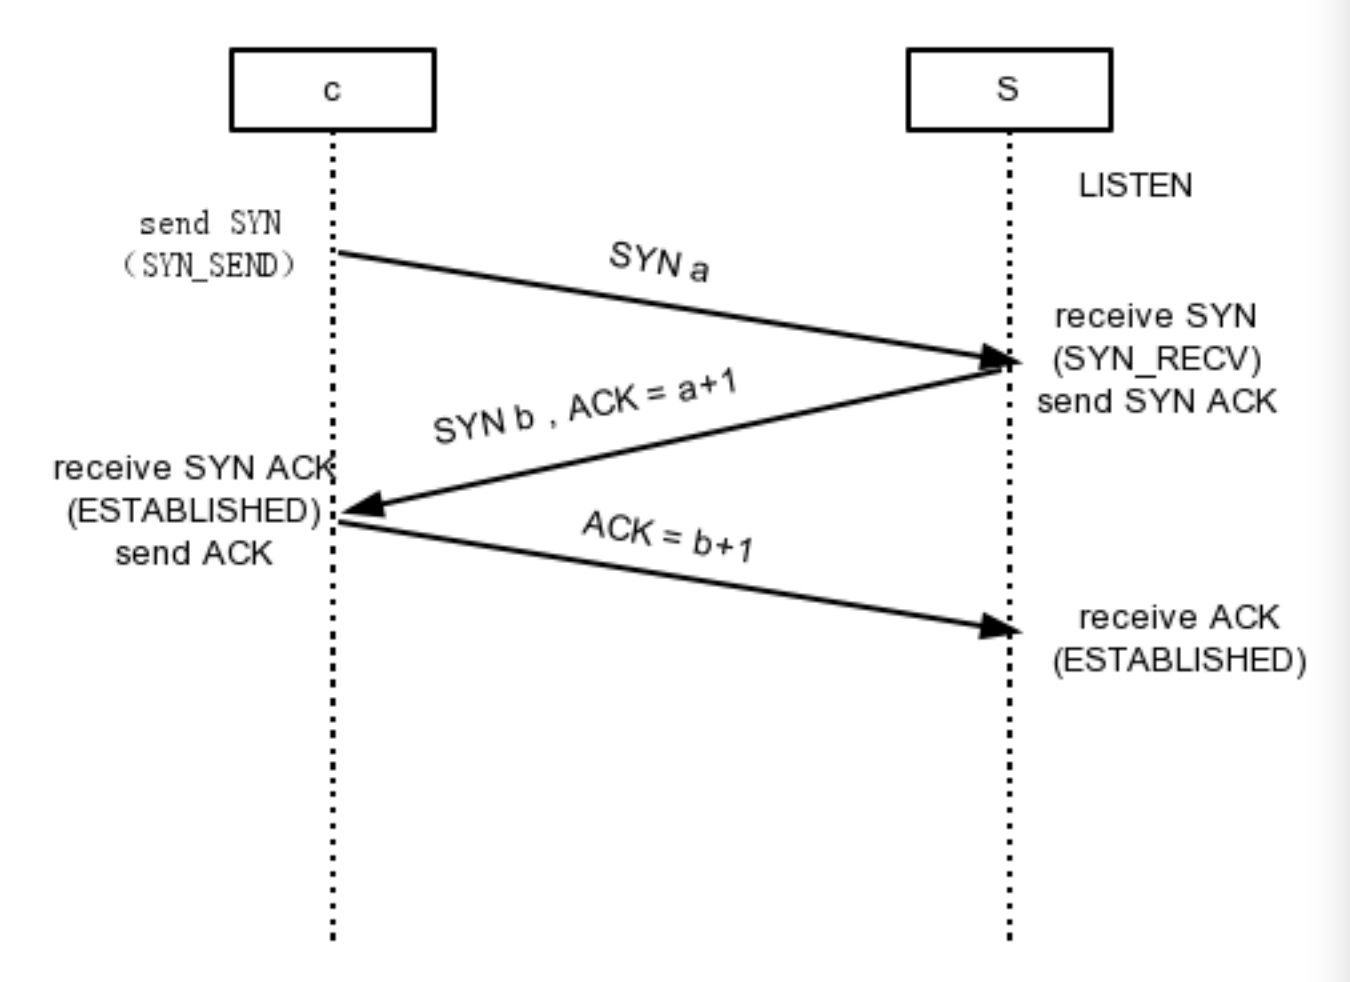 c
S
LISTEN
send SYN
（SYN_SEND）
SYN a
receive SYN
(SYN_RECV)
send SYN ACK
SYN b , ACK = a+1
receive SYN ACK
(ESTABLISHED)
send ACK
ACK = b+1
receive ACK
(ESTABLISHED)